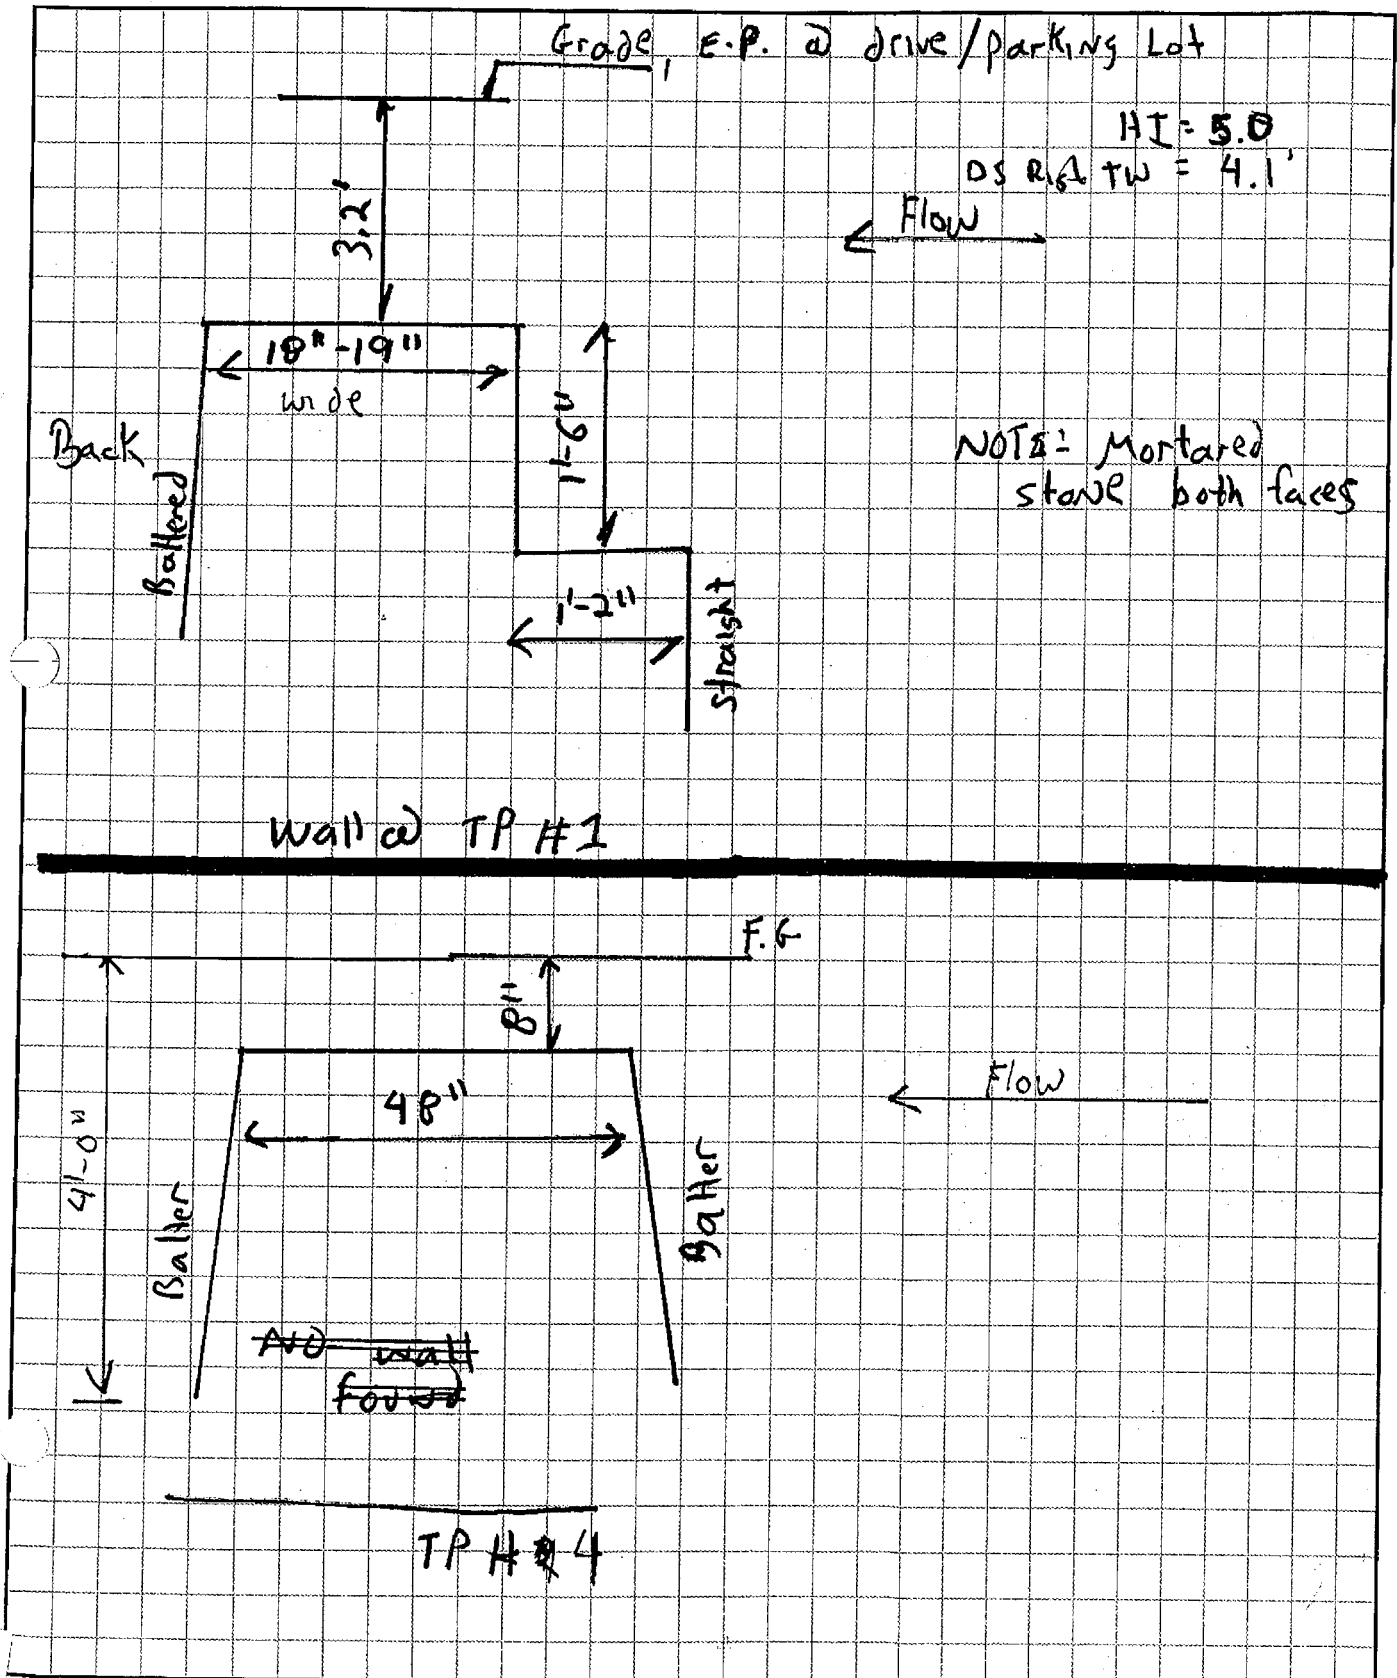 Grade, E.P. @ drive/parking Lot
HI = 5.0
DS Right TW = 4.1'
Flow
3.2'
18"-19"
wide
1'-6"
Back
Battered
NOTE: Mortared
stone both faces
1'-2"
Straight
Wall @ TP #1
F.G
8"
48"
Flow
4'-0"
Batter
Batter
No wall
found
TP # 4